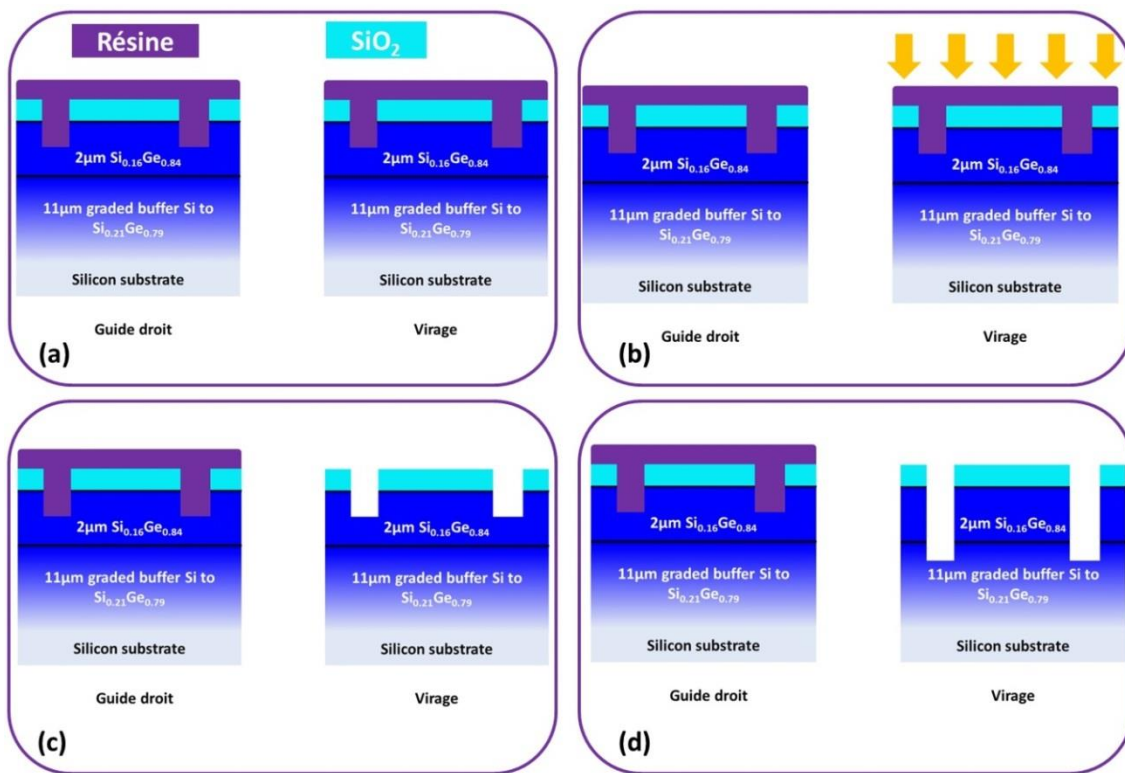 Résine
SiO2
2μm Si0.16Ge0.84
2μm Si0.16Ge0.84
11μm graded buffer Si to
Si0.21Ge0.79
11μm graded buffer Si to
Si0.21Ge0.79
Silicon substrate
Silicon substrate
Guide droit
Virage
(a)
2μm Si0.16Ge0.84
2μm Si0.16Ge0.84
11μm graded buffer Si to
Si0.21Ge0.79
11μm graded buffer Si to
Si0.21Ge0.79
Silicon substrate
Silicon substrate
Guide droit
Virage
(b)
2μm Si0.16Ge0.84
2μm Si0.16Ge0.84
11μm graded buffer Si to
Si0.21Ge0.79
11μm graded buffer Si to
Si0.21Ge0.79
Silicon substrate
Silicon substrate
Guide droit
Virage
(c)
2μm Si0.16Ge0.84
2μm Si0.16Ge0.84
11μm graded buffer Si to
Si0.21Ge0.79
11μm graded buffer Si to
Si0.21Ge0.79
Silicon substrate
Silicon substrate
Guide droit
Virage
(d)